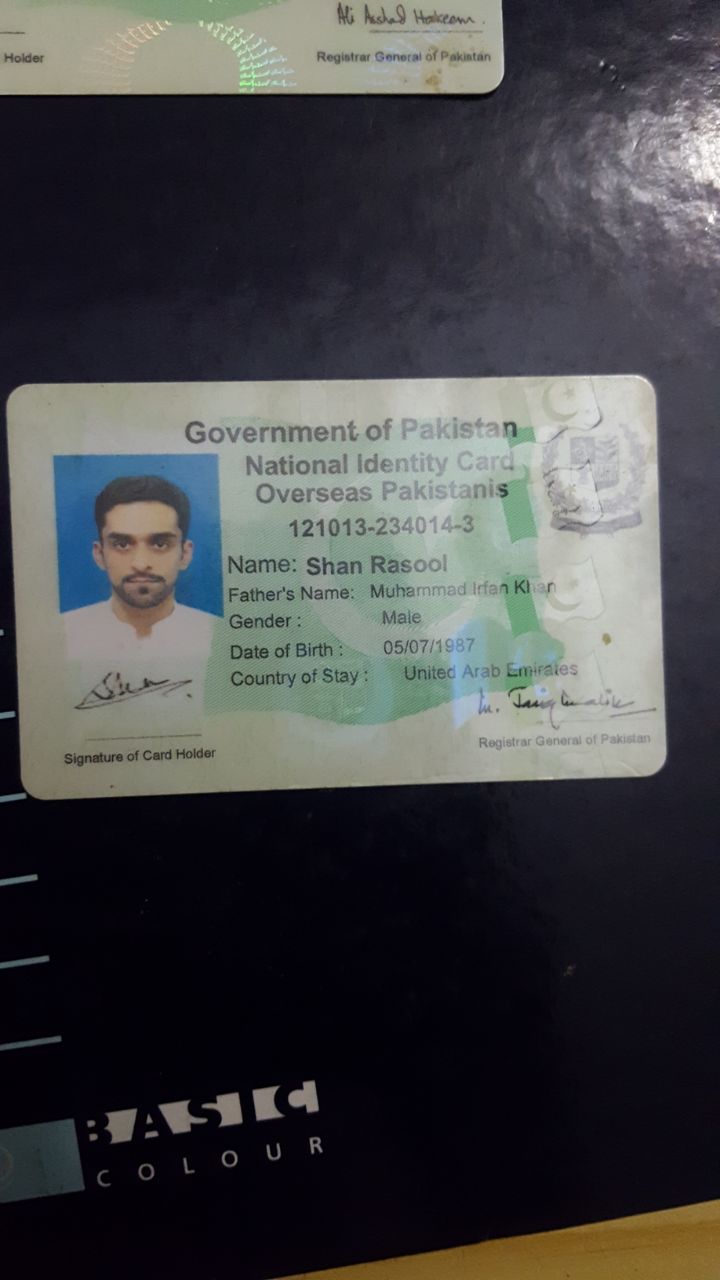 Ali Asshad Hakeem.
Holder
Registrar General of Pakistan
Government of Pakistan
National Identity Card
Overseas Pakistanis
121013-234014-3
Name: Shan Rasool
Father's Name: Muhammad Irfan Khan
Gender : Male
Date of Birth : 05/07/1987
Country of Stay : United Arab Emirates
Signature of Card Holder
Registrar General of Pakistan
BASIC
COLOUR